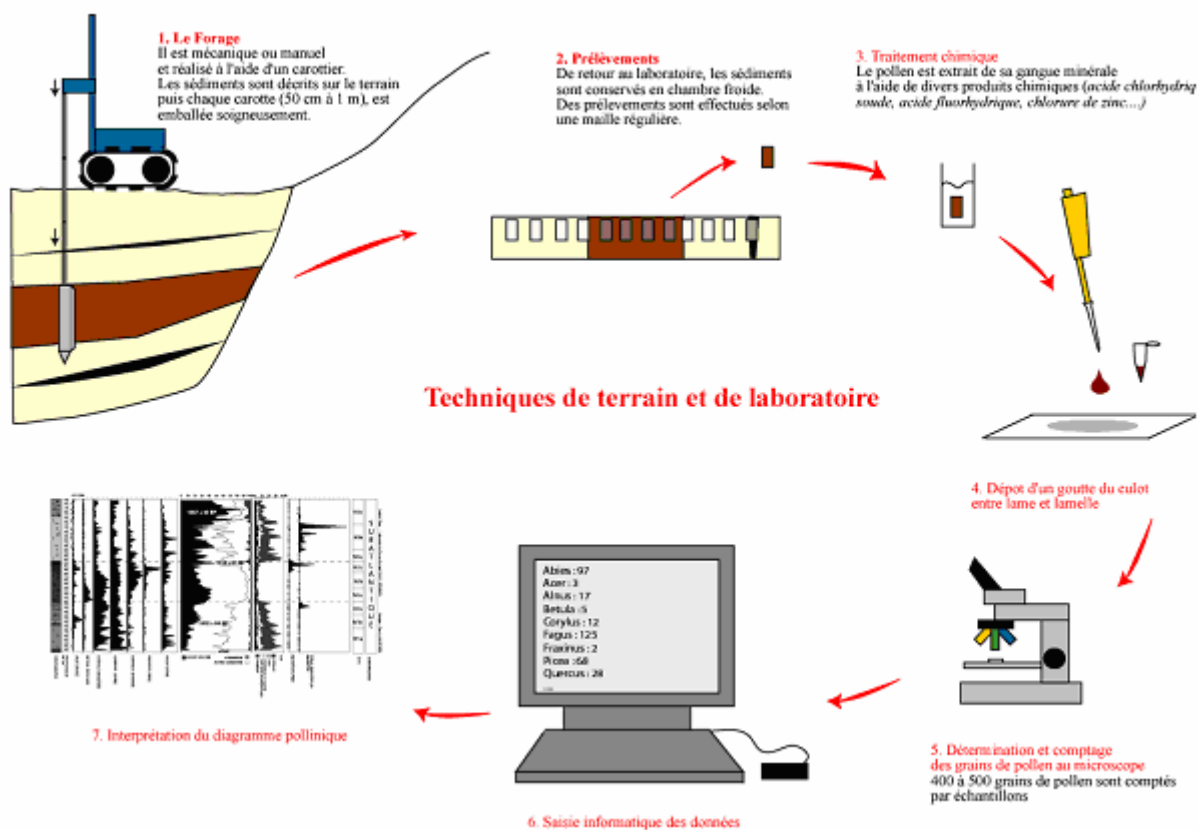 1. Le Forage
Il est mécanique ou manuel
et réalisé à l'aide d'un carottier.
Les sédiments sont décrits sur le terrain
puis chaque carotte (50 cm à 1 m), est
emballée soigneusement.
2. Prélèvements
De retour au laboratoire, les sédiments
sont conservés en chambre froide.
Des prélevements sont effectués selon
une maille régulière.
3. Traitement chimique
Le pollen est extrait de sa gangue minérale
à l'aide de divers produits chimiques (acide chlorhydriq
soude, acide fluorhydrique, chlorure de zinc....)
Techniques de terrain et de laboratoire
4. Dépot d'un goutte du culot
entre lame et lamelle
Abies : 97
Acer : 3
Alnus : 17
Betula : 5
Corylus : 12
Fagus : 125
Fraxinus : 2
Picea : 68
Quercus : 28
SUBATLANTIQUE
5. Détermination et comptage
des grains de pollen au microscope
400 à 500 grains de pollen sont comptés
par échantillons
7. Interprétation du diagramme pollinique
6. Saisie informatique des données